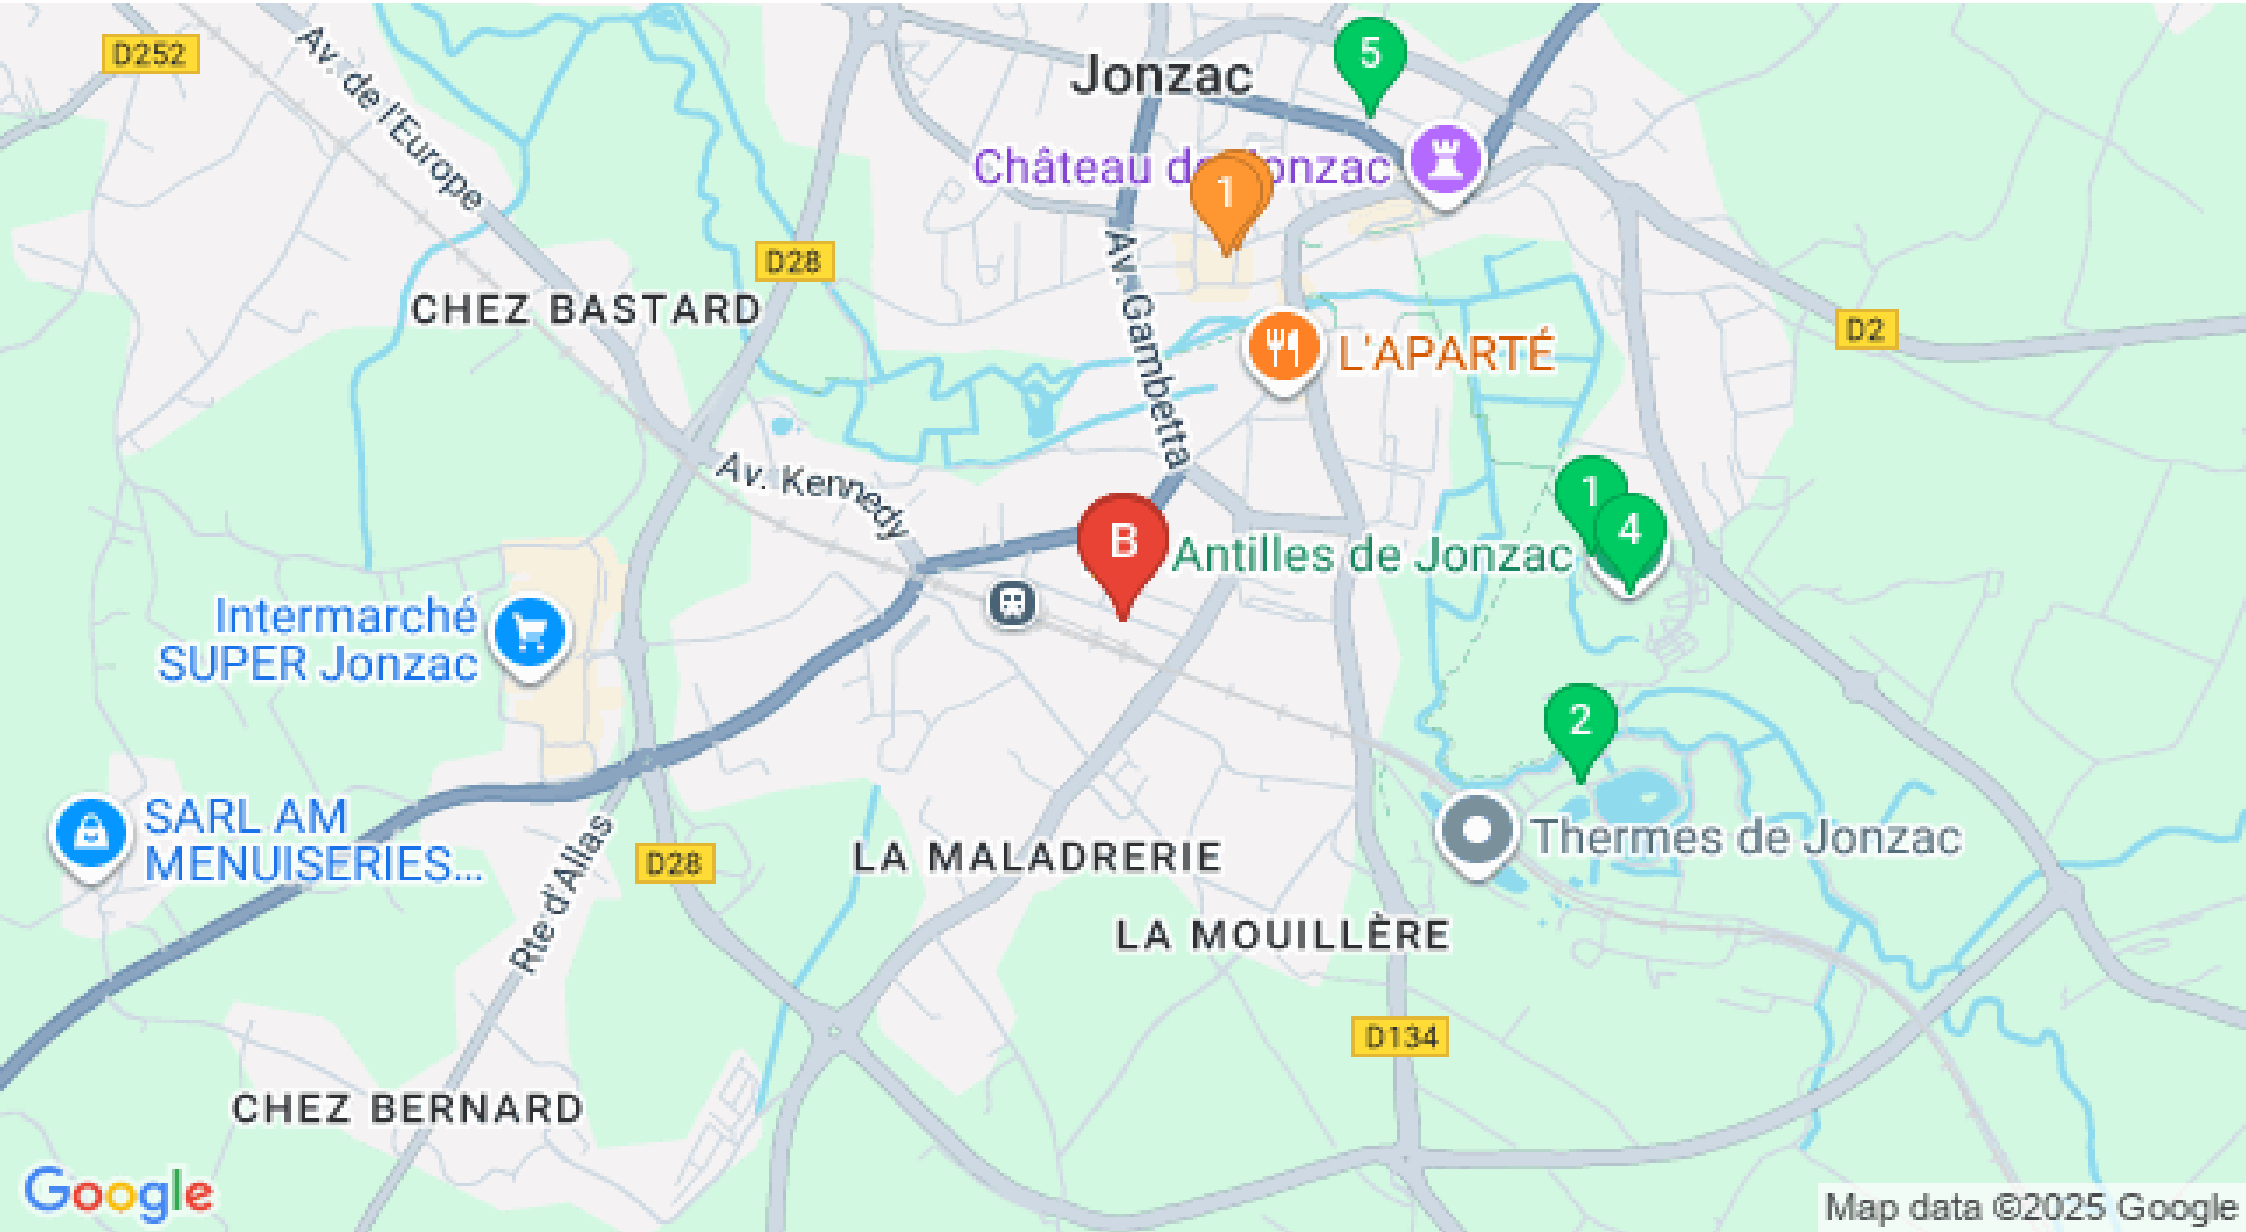 D252
Av. de l'Europe
Jonzac
5
Château de Jonzac
1
D28
Av. Gambetta
CHEZ BASTARD
D2
L'APARTÉ
Av. Kennedy
1
4
B
Antilles de Jonzac
Intermarché
SUPER Jonzac
2
SARL AM
MENUISERIES...
Thermes de Jonzac
D28
LA MALADRERIE
Rte d'Allas
LA MOUILLÈRE
D134
CHEZ BERNARD
Google
Map data ©2025 Google